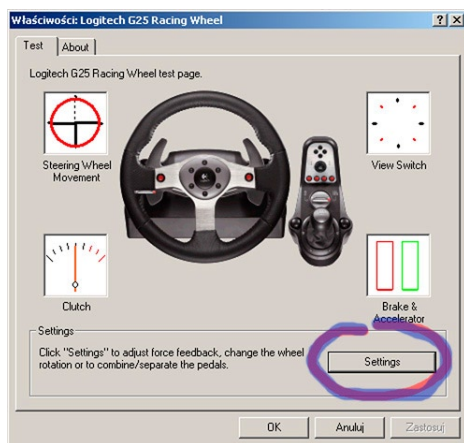 Właściwości: Logitech G25 Racing Wheel
Test
About
Logitech G25 Racing Wheel test page.
Steering Wheel
Movement
View Switch
Clutch
Brake &
Accelerator
Settings
Click "Settings" to adjust force feedback, change the wheel
rotation or to combine/separate the pedals.
Settings
OK
Anuluj
Zastosuj